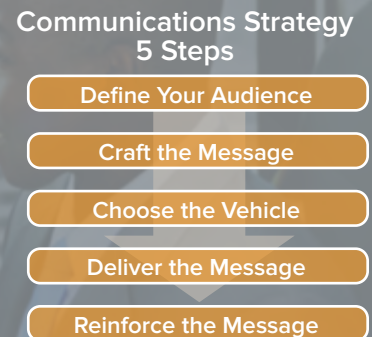 Communications Strategy
5 Steps
Define Your Audience
Craft the Message
Choose the Vehicle
Deliver the Message
Reinforce the Message